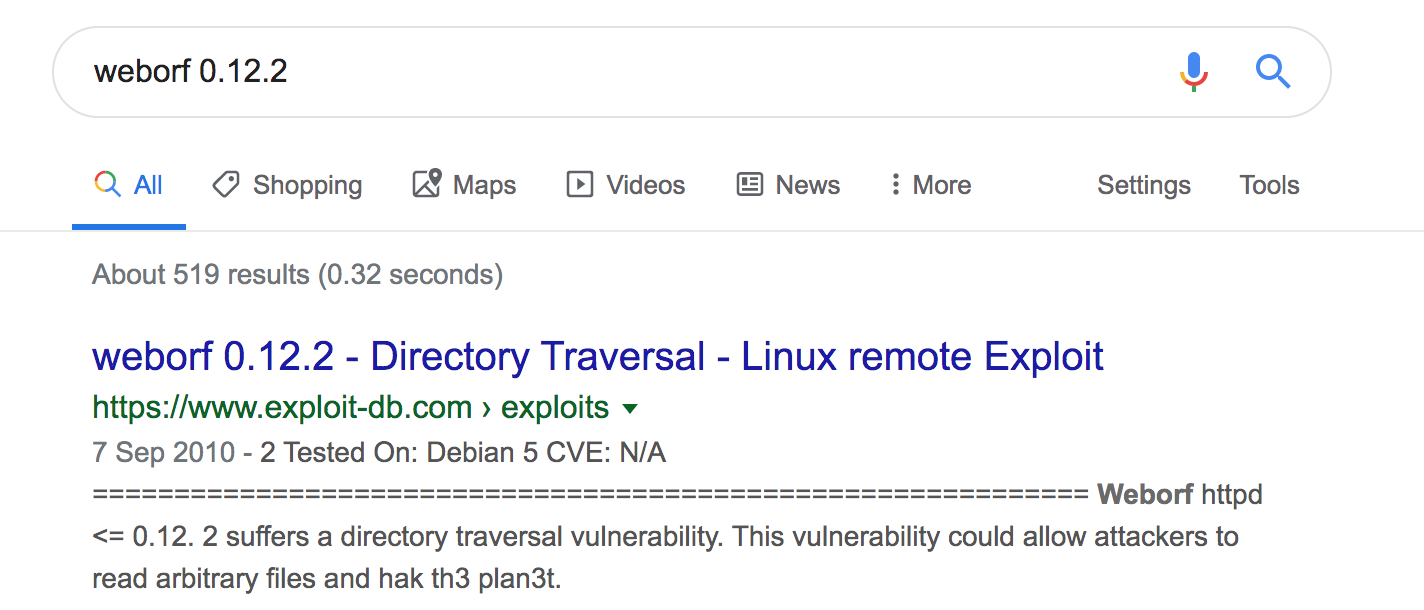 weborf 0.12.2
All Shopping Maps Videos News More Settings Tools
About 519 results (0.32 seconds)
weborf 0.12.2 - Directory Traversal - Linux remote Exploit
https://www.exploit-db.com › exploits
7 Sep 2010 - 2 Tested On: Debian 5 CVE: N/A
============================================================= Weborf httpd
<= 0.12. 2 suffers a directory traversal vulnerability. This vulnerability could allow attackers to
read arbitrary files and hak th3 plan3t.